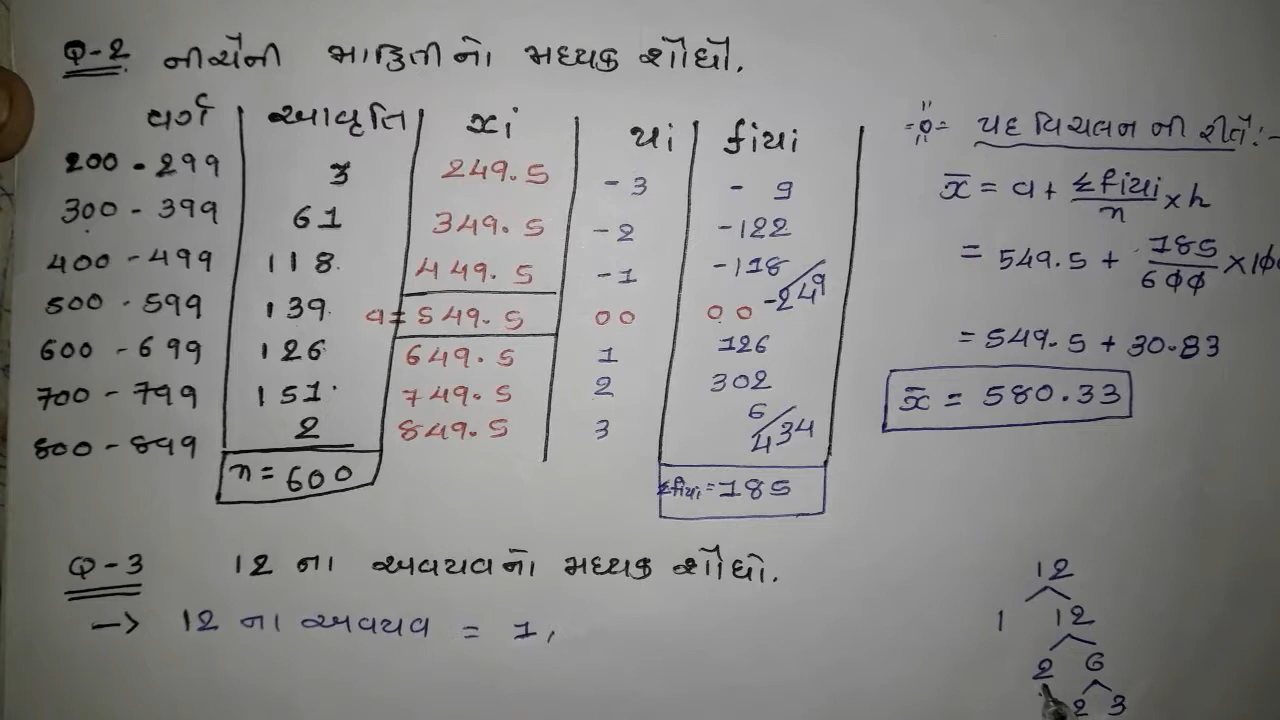 Q-2 નીચેની માહિતીનો મધ્યક શોધો.
વર્ગ આવૃતિ xi યi fiયi
200 - 299 3 249.5 -3 - 9
300 - 399 61 349.5 -2 -122
400 - 499 118 449.5 -1 -118
-249
500 - 599 139 a= 549.5 00 00
600 - 699 126 649.5 1 126
700 - 799 151 749.5 2 302
800 - 899 2 849.5 3 6
434
n = 600 Σfiયi = 185
પદ વિચલન ની રીતે:-
x̄ = a + Σfiયi/n × h
= 549.5 + 185/600 × 100
= 549.5 + 30.83
x̄ = 580.33
Q-3 12 ના અવયવનો મધ્યક શોધો.
→ 12 ના અવયવ = 1,
12
1 12
2 6
2 3